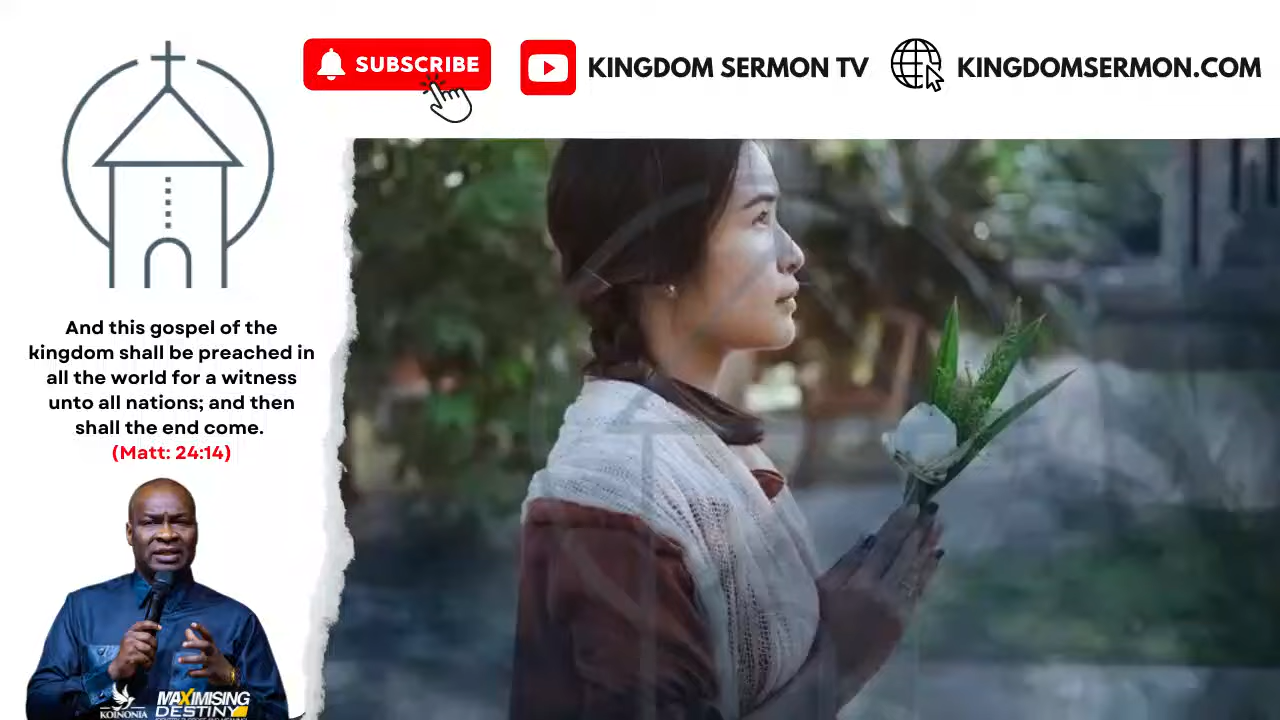 SUBSCRIBE
KINGDOM SERMON TV
KINGDOMSERMON.COM
And this gospel of the
kingdom shall be preached in
all the world for a witness
unto all nations; and then
shall the end come.
(Matt: 24:14)
KOINONIA
MAXIMISING
DESTINY